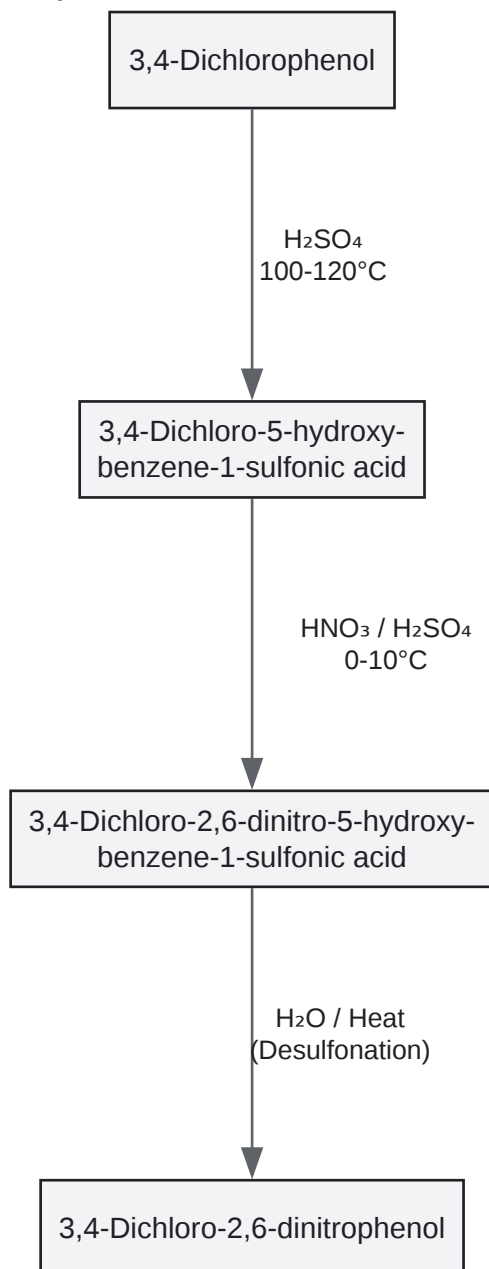 3,4-Dichlorophenol
H₂SO₄
100-120°C
3,4-Dichloro-5-hydroxy-
benzene-1-sulfonic acid
HNO₃ / H₂SO₄
0-10°C
3,4-Dichloro-2,6-dinitro-5-hydroxy-
benzene-1-sulfonic acid
H₂O / Heat
(Desulfonation)
3,4-Dichloro-2,6-dinitrophenol